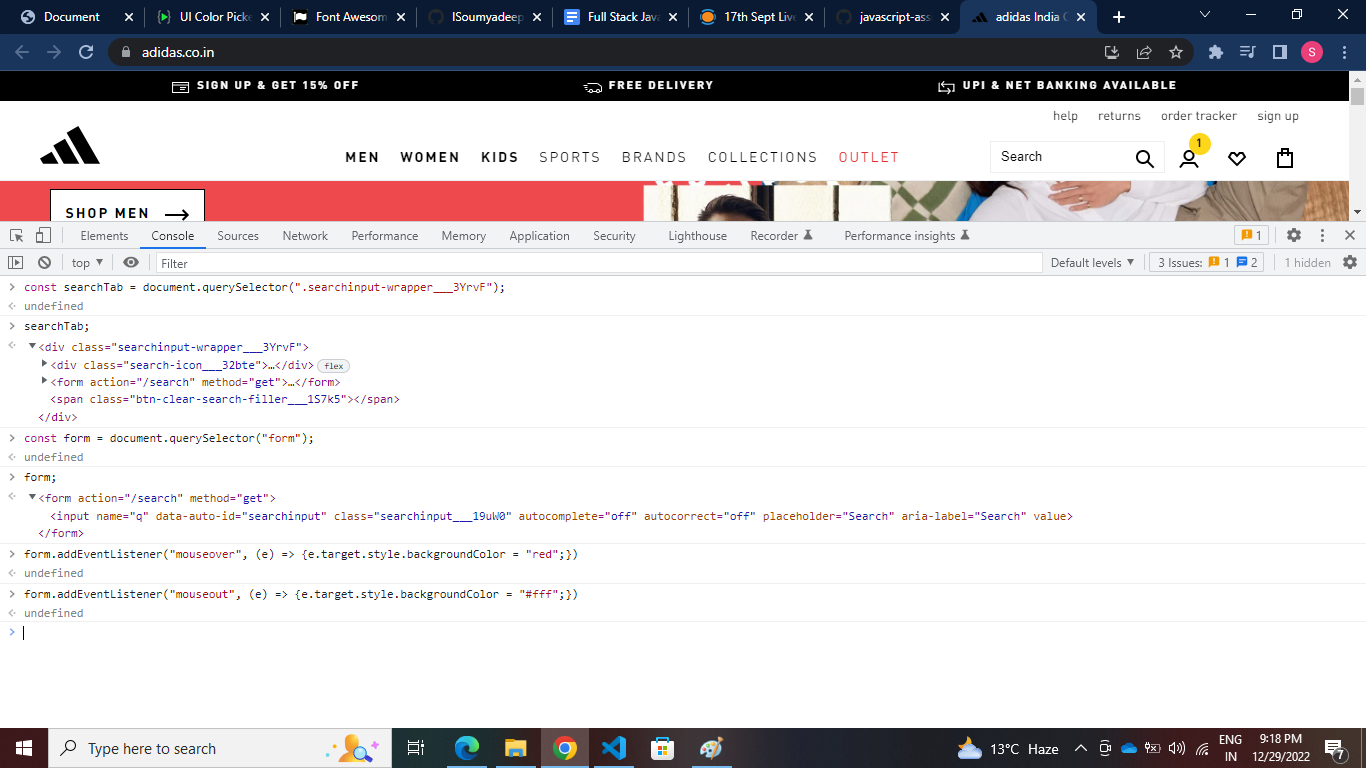 Document
UI Color Picke
Font Awesom
ISoumyadeep
Full Stack Java
17th Sept Live
javascript-ass
adidas India O
adidas.co.in
S
SIGN UP & GET 15% OFF
FREE DELIVERY
UPI & NET BANKING AVAILABLE
help returns order tracker sign up
MEN WOMEN KIDS SPORTS BRANDS COLLECTIONS OUTLET
Search
1
SHOP MEN
Elements Console Sources Network Performance Memory Application Security Lighthouse Recorder Performance insights 1
top Filter Default levels 3 Issues: 1 2 1 hidden
const searchTab = document.querySelector(".searchinput-wrapper___3YrvF");
undefined
searchTab;
<div class="searchinput-wrapper___3YrvF">
<div class="search-icon___32bte">…</div> flex
<form action="/search" method="get">…</form>
<span class="btn-clear-search-filler___1S7k5"></span>
</div>
const form = document.querySelector("form");
undefined
form;
<form action="/search" method="get">
<input name="q" data-auto-id="searchinput" class="searchinput___19uW0" autocomplete="off" autocorrect="off" placeholder="Search" aria-label="Search" value>
</form>
form.addEventListener("mouseover", (e) => {e.target.style.backgroundColor = "red";})
undefined
form.addEventListener("mouseout", (e) => {e.target.style.backgroundColor = "#fff";})
undefined
Type here to search
13°C Haze
ENG
IN
9:18 PM
12/29/2022
7